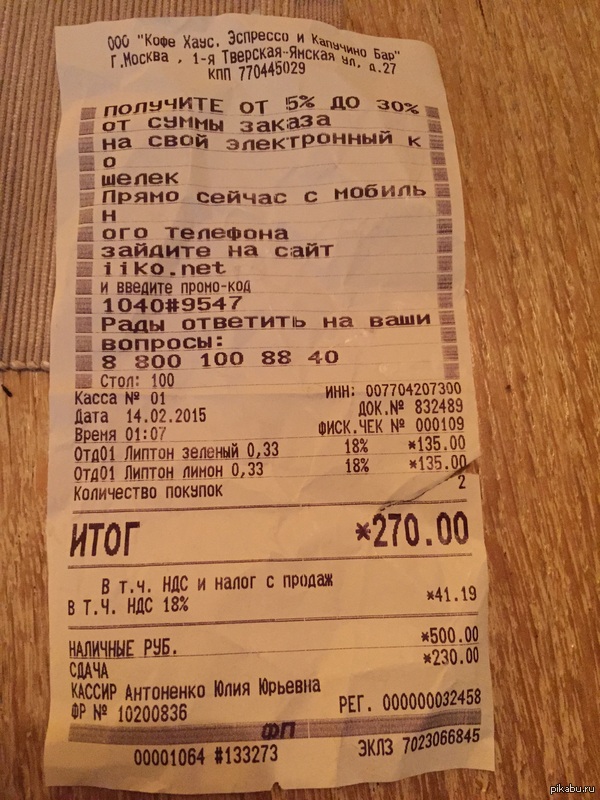 ООО "Кофе Хаус. Эспрессо и Капучино Бар"
Г.Москва , 1-я Тверская-Ямская ул, д.27
КПП 770445029
ПОЛУЧИТЕ ОТ 5% ДО 30%
от суммы заказа
на свой электронный к
о
шелек
Прямо сейчас с мобиль
н
ого телефона
зайдите на сайт
iiko.net
и введите промо-код
1040#9547
Рады ответить на ваши
вопросы:
8 800 100 88 40
Стол: 100
Касса № 01 ИНН: 007704207300
Дата 14.02.2015 ДОК.№ 832489
Время 01:07 ФИСК.ЧЕК № 000109
Отд01 Липтон зеленый 0,33 18% *135.00
Отд01 Липтон лимон 0,33 18% *135.00
Количество покупок 2
ИТОГ *270.00
В т.ч. НДС и налог с продаж
В Т.Ч. НДС 18% *41.19
НАЛИЧНЫЕ РУБ. *500.00
СДАЧА *230.00
КАССИР Антоненко Юлия Юрьевна
ФР № 10200836 РЕГ. 000000032458
ФП
00001064 #133273 ЭКЛЗ 7023066845
pikabu.ru